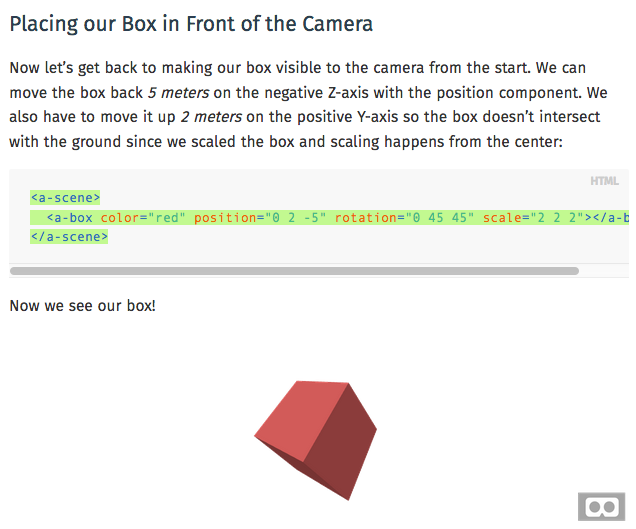 Placing our Box in Front of the Camera
Now let’s get back to making our box visible to the camera from the start. We can
move the box back 5 meters on the negative Z-axis with the position component. We
also have to move it up 2 meters on the positive Y-axis so the box doesn’t intersect
with the ground since we scaled the box and scaling happens from the center:
HTML
<a-scene>
<a-box color="red" position="0 2 -5" rotation="0 45 45" scale="2 2 2"></a-b
</a-scene>
Now we see our box!